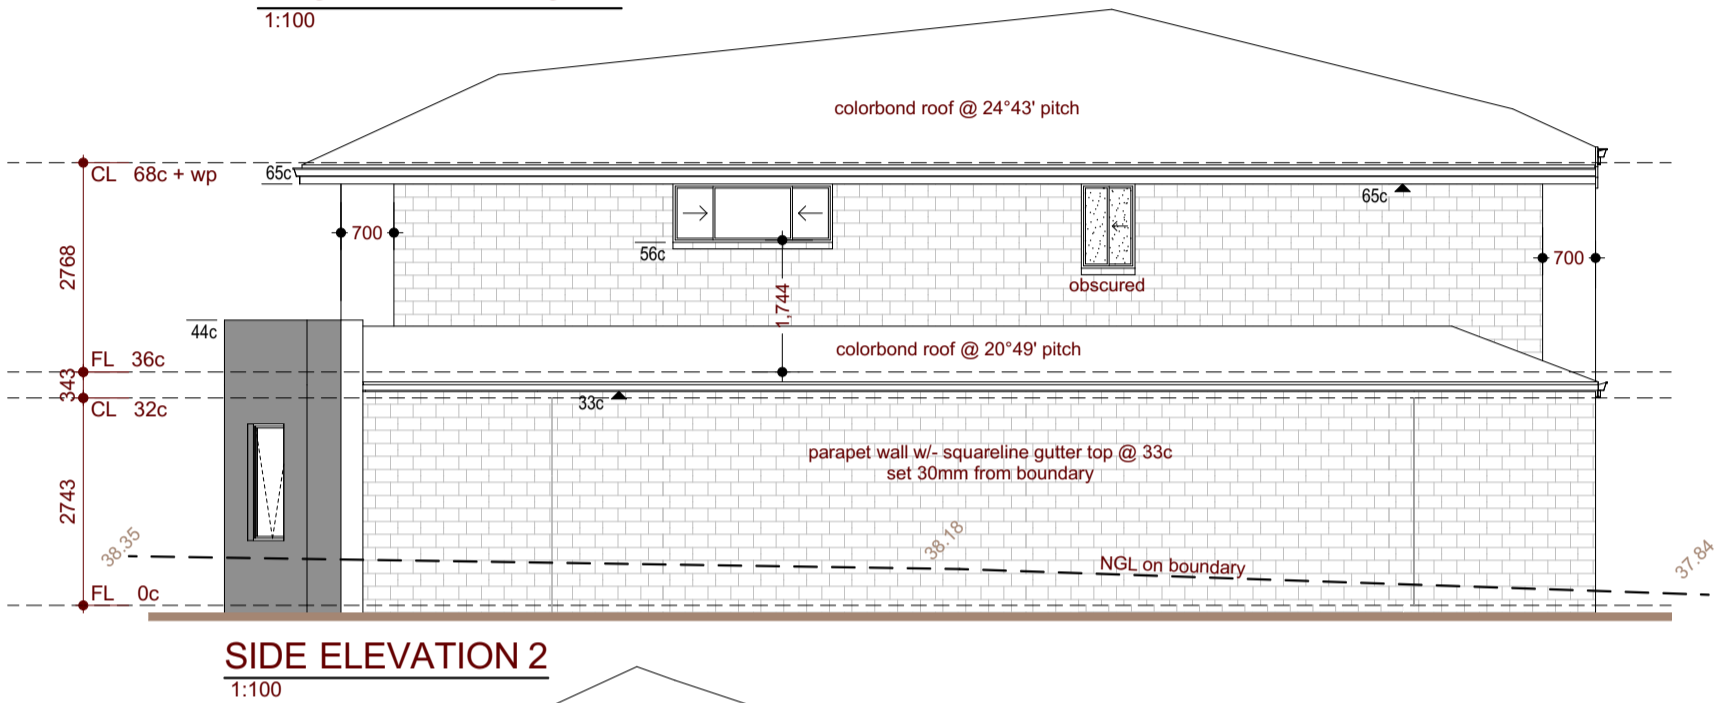 1:100
colorbond roof @ 24°43' pitch
CL 68c + wp
65c
65c
700
56c
700
2768
obscured
1,744
44c
FL 36c
colorbond roof @ 20°49' pitch
343
CL 32c
33c
parapet wall w/- squareline gutter top @ 33c
set 30mm from boundary
2743
38.35
38.18
NGL on boundary
37.84
FL 0c
SIDE ELEVATION 2
1:100